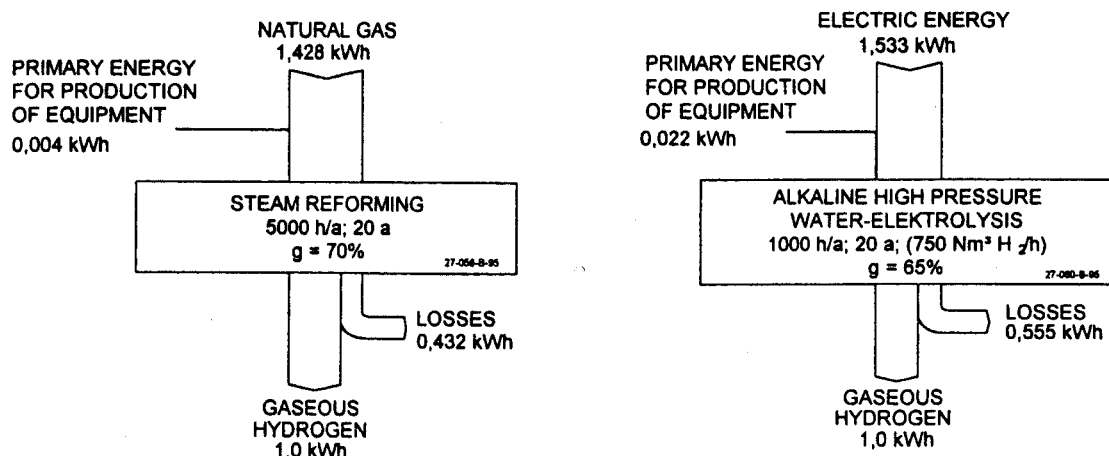 NATURAL GAS
1,428 kWh
PRIMARY ENERGY
FOR PRODUCTION
OF EQUIPMENT
0,004 kWh
STEAM REFORMING
5000 h/a; 20 a
g = 70%
27-056-B-95
LOSSES
0,432 kWh
GASEOUS
HYDROGEN
1,0 kWh
ELECTRIC ENERGY
1,533 kWh
PRIMARY ENERGY
FOR PRODUCTION
OF EQUIPMENT
0,022 kWh
ALKALINE HIGH PRESSURE
WATER-ELEKTROLYSIS
1000 h/a; 20 a; (750 Nm³ H₂/h)
g = 65%
27-060-B-95
LOSSES
0,555 kWh
GASEOUS
HYDROGEN
1,0 kWh